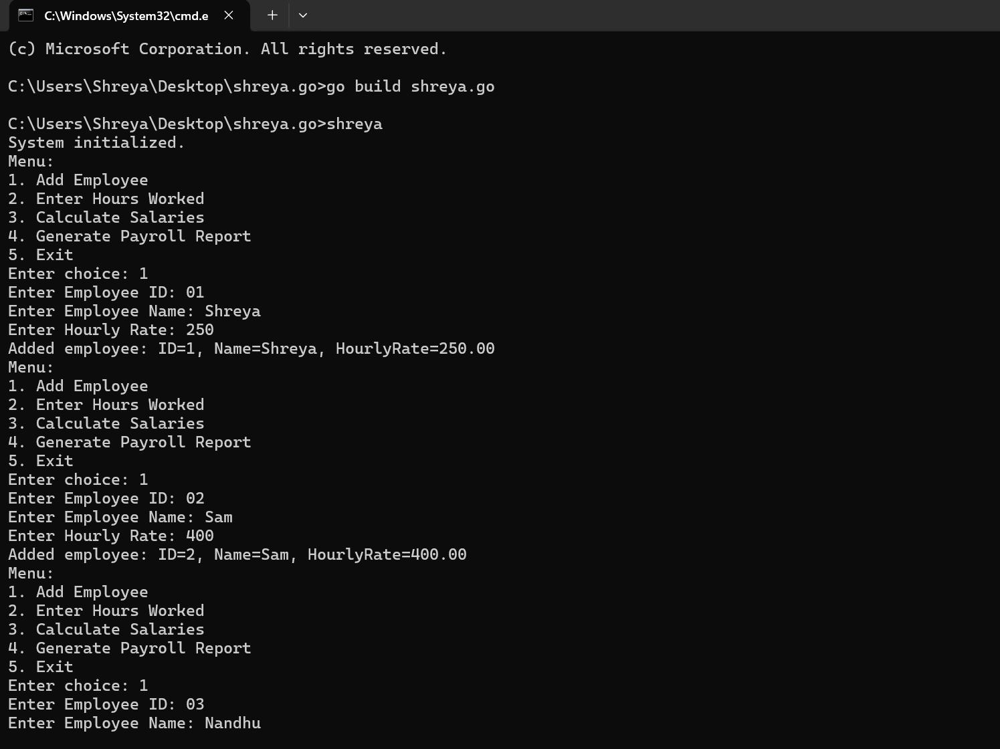 C:\Windows\System32\cmd.e
(c) Microsoft Corporation. All rights reserved.
C:\Users\Shreya\Desktop\shreya.go>go build shreya.go
C:\Users\Shreya\Desktop\shreya.go>shreya
System initialized.
Menu:
1. Add Employee
2. Enter Hours Worked
3. Calculate Salaries
4. Generate Payroll Report
5. Exit
Enter choice: 1
Enter Employee ID: 01
Enter Employee Name: Shreya
Enter Hourly Rate: 250
Added employee: ID=1, Name=Shreya, HourlyRate=250.00
Menu:
1. Add Employee
2. Enter Hours Worked
3. Calculate Salaries
4. Generate Payroll Report
5. Exit
Enter choice: 1
Enter Employee ID: 02
Enter Employee Name: Sam
Enter Hourly Rate: 400
Added employee: ID=2, Name=Sam, HourlyRate=400.00
Menu:
1. Add Employee
2. Enter Hours Worked
3. Calculate Salaries
4. Generate Payroll Report
5. Exit
Enter choice: 1
Enter Employee ID: 03
Enter Employee Name: Nandhu